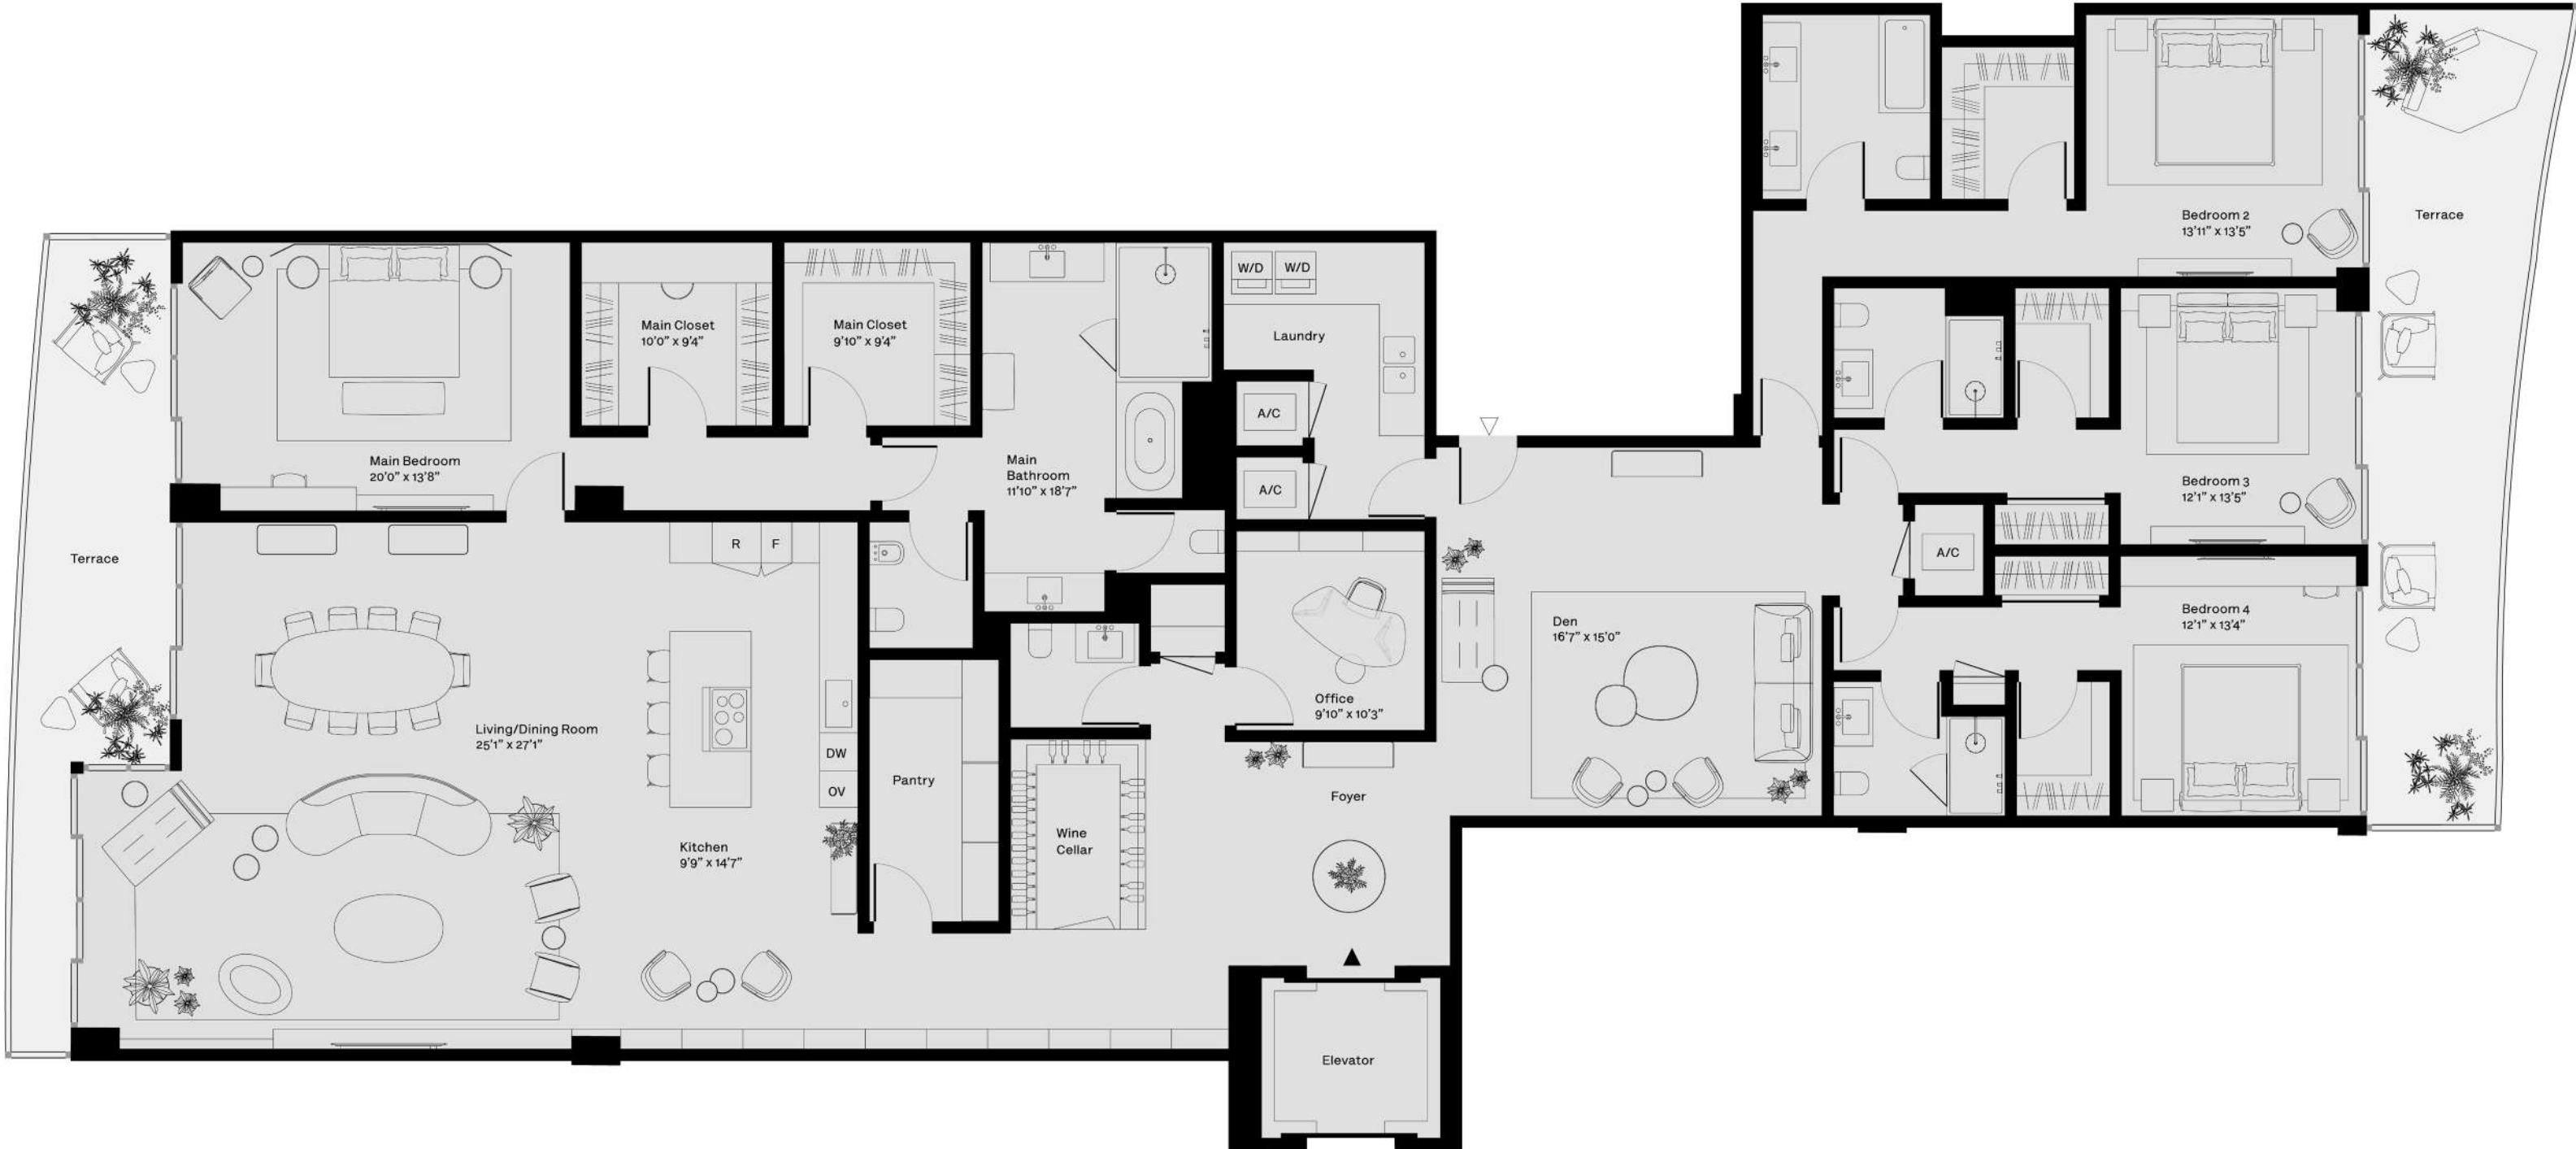 Bedroom 2
13'11" x 13'5"
Terrace
W/D
W/D
Main Closet
10'0" x 9'4"
Main Closet
9'10" x 9'4"
Laundry
A/C
Main Bedroom
20'0" x 13'8"
Main
Bathroom
11'10" x 18'7"
A/C
Bedroom 3
12'1" x 13'5"
Terrace
R
F
A/C
Bedroom 4
12'1" x 13'4"
Den
16'7" x 15'0"
Office
9'10" x 10'3"
Living/Dining Room
25'1" x 27'1"
DW
OV
Pantry
Foyer
Wine
Cellar
Kitchen
9'9" x 14'7"
Elevator